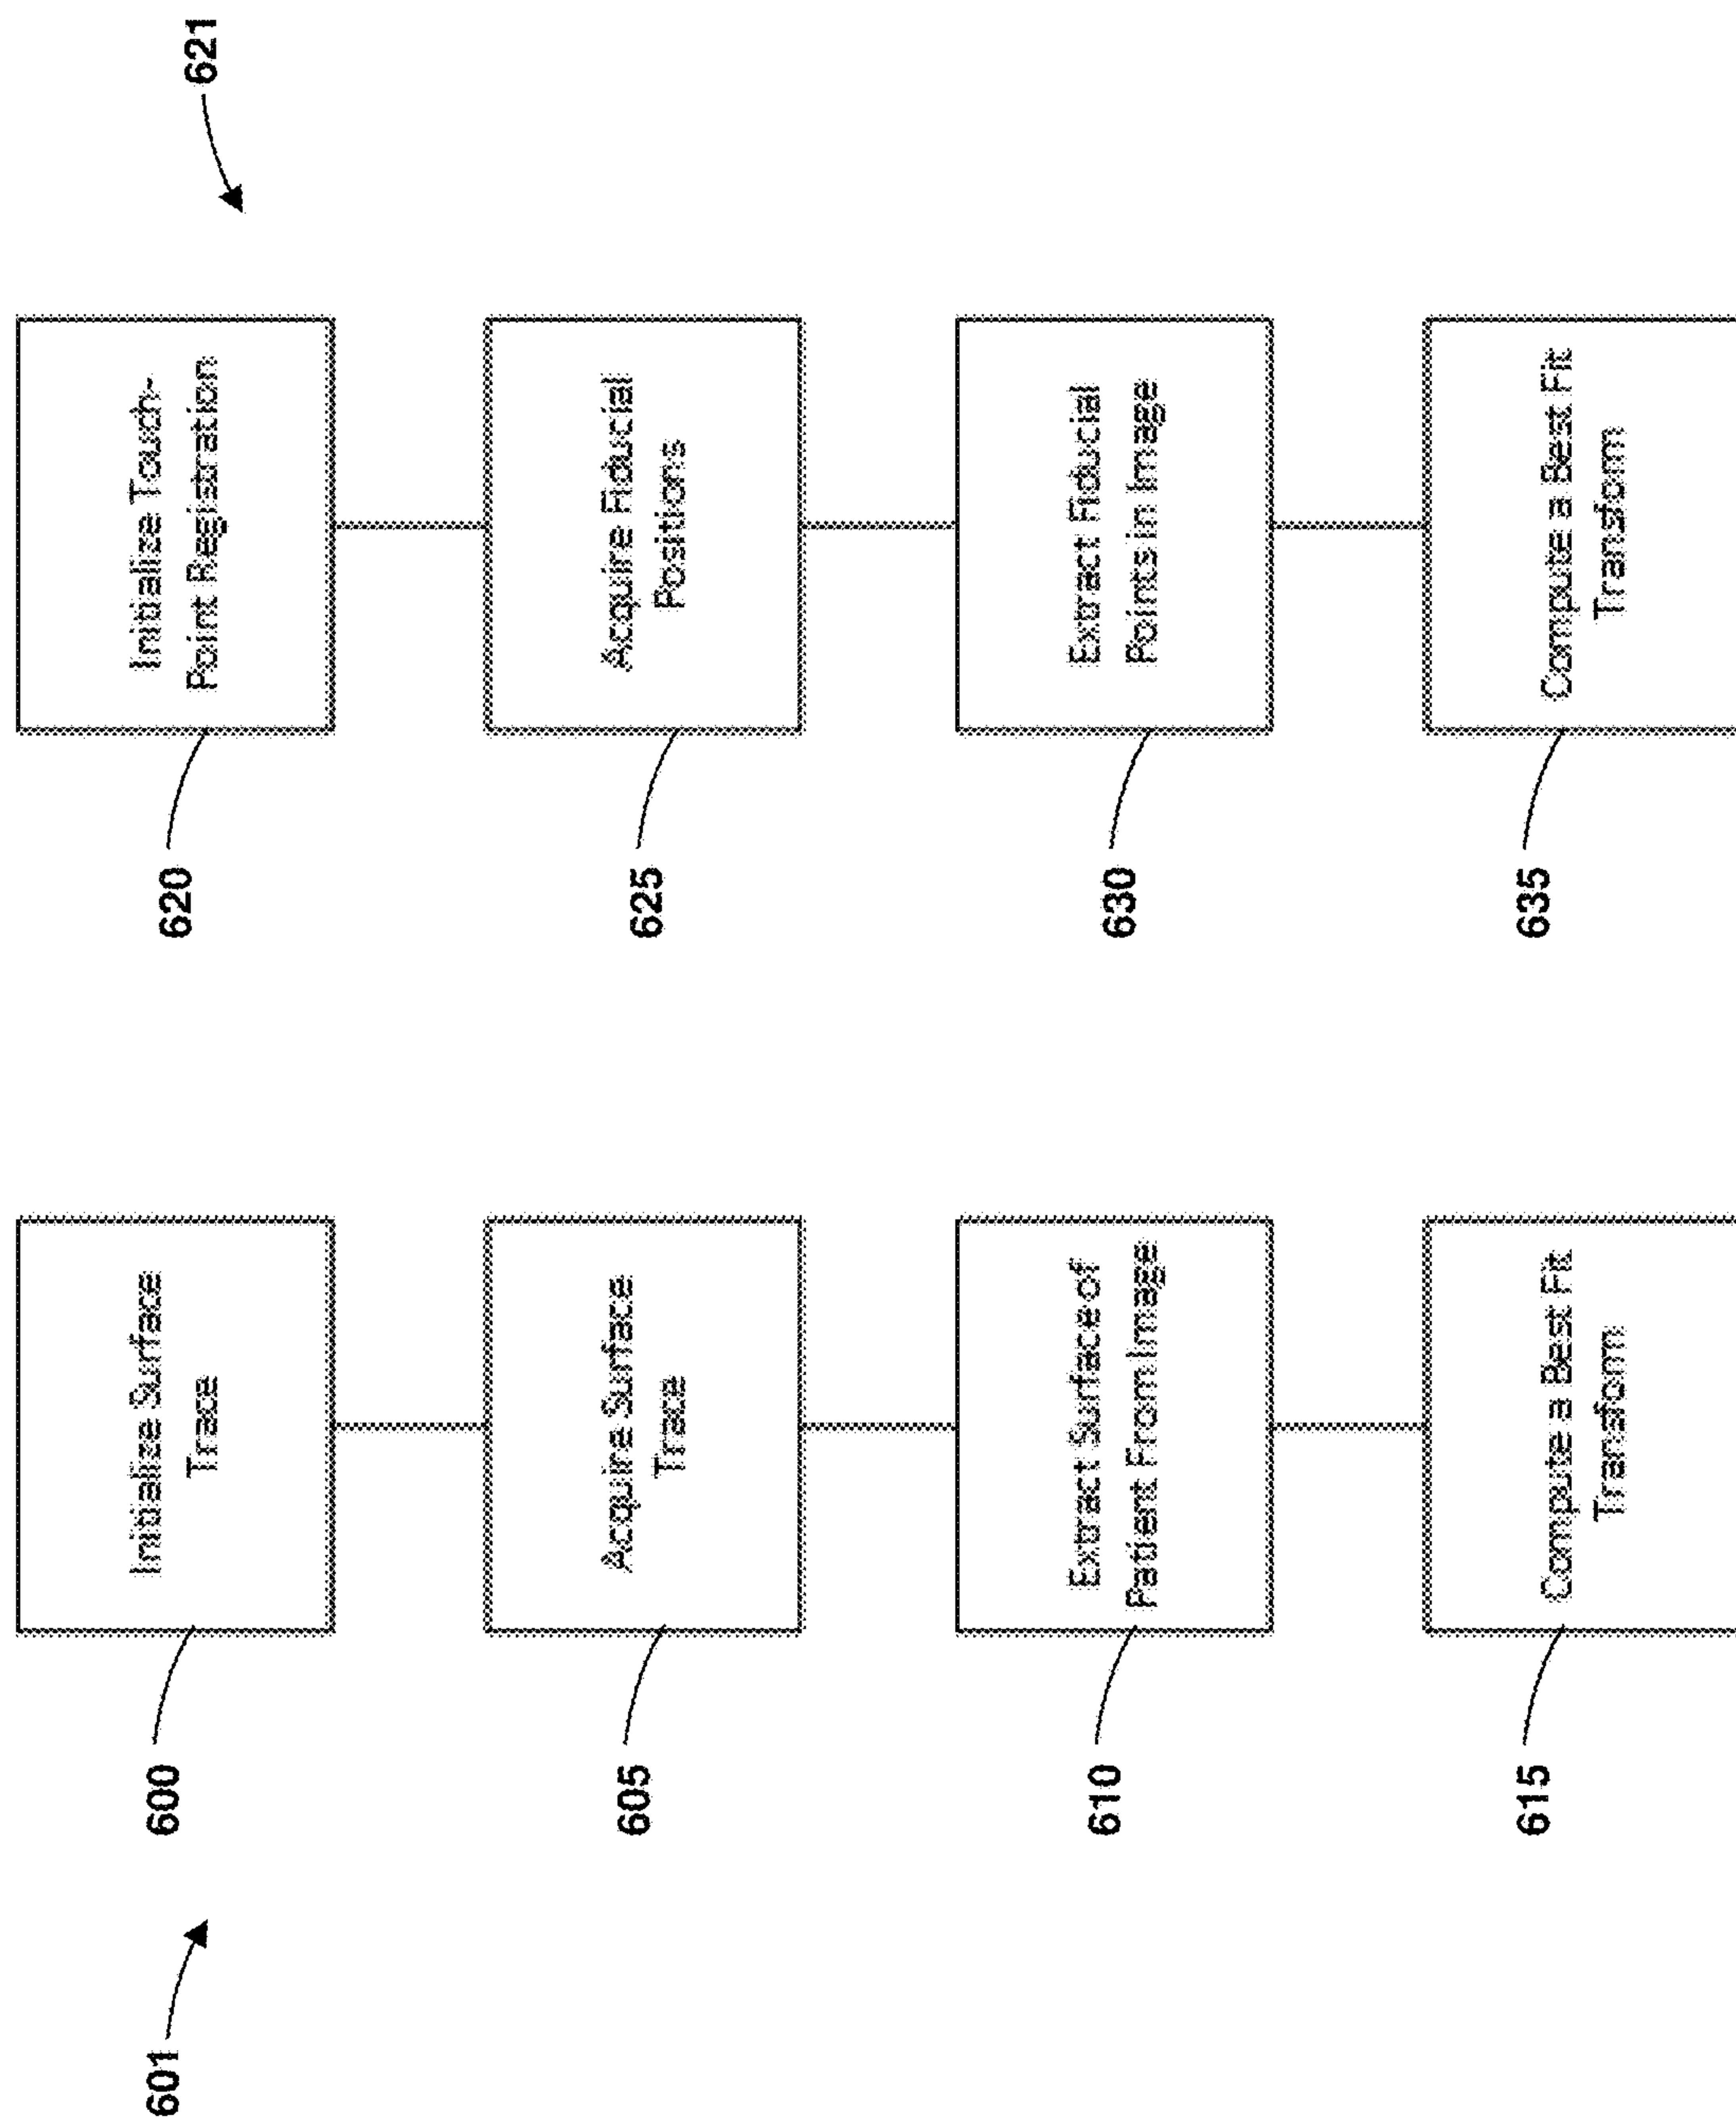 601
600
Initialize Surface
Trace
605
Acquire Surface
Trace
610
Extract Surface of
Patient From Image
615
Compute a Best Fit
Transform
621
620
Initialize Touch-
Point Registration
625
Acquire Fiducial
Positions
630
Extract Fiducial
Points in Image
635
Compute a Best Fit
Transform